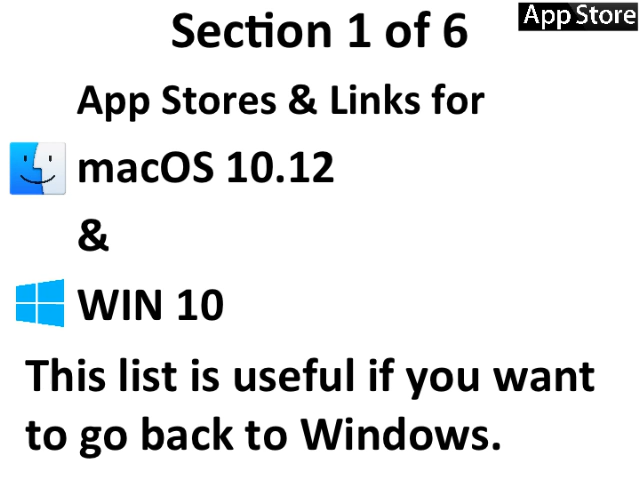 Section 1 of 6
App Store
App Stores & Links for
macOS 10.12
&
WIN 10
This list is useful if you want
to go back to Windows.